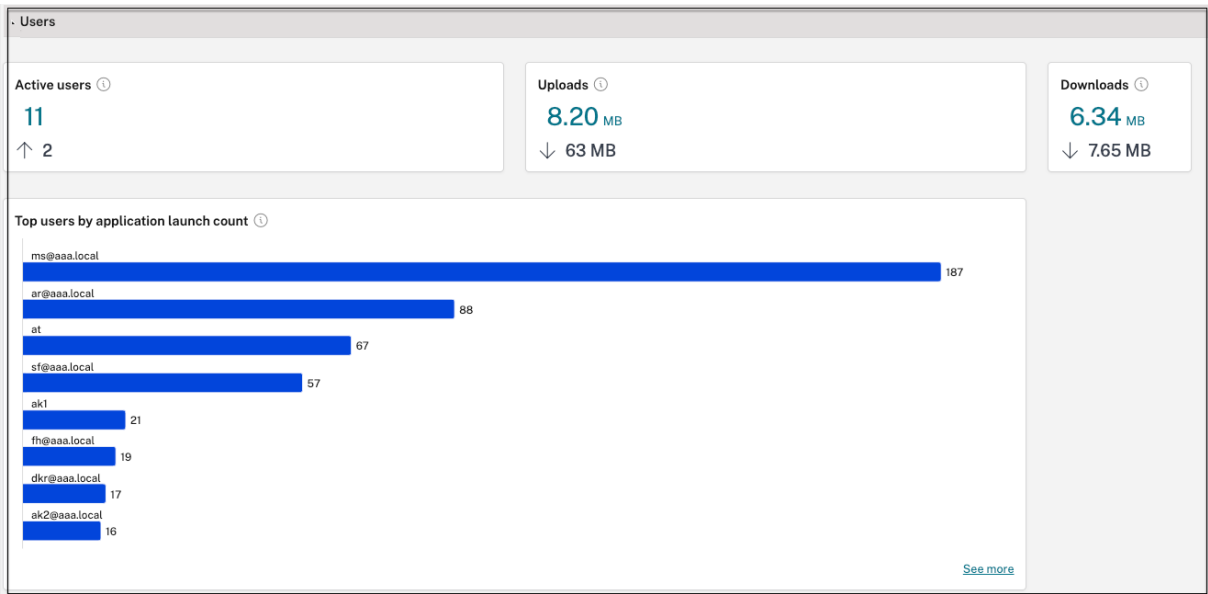 Users
Active users
11
↑ 2
Uploads
8.20 MB
↓ 63 MB
Downloads
6.34 MB
↓ 7.65 MB
Top users by application launch count
ms@aaa.local
187
ar@aaa.local
88
at
67
sf@aaa.local
57
ak1
21
fh@aaa.local
19
dkr@aaa.local
17
ak2@aaa.local
16
See more